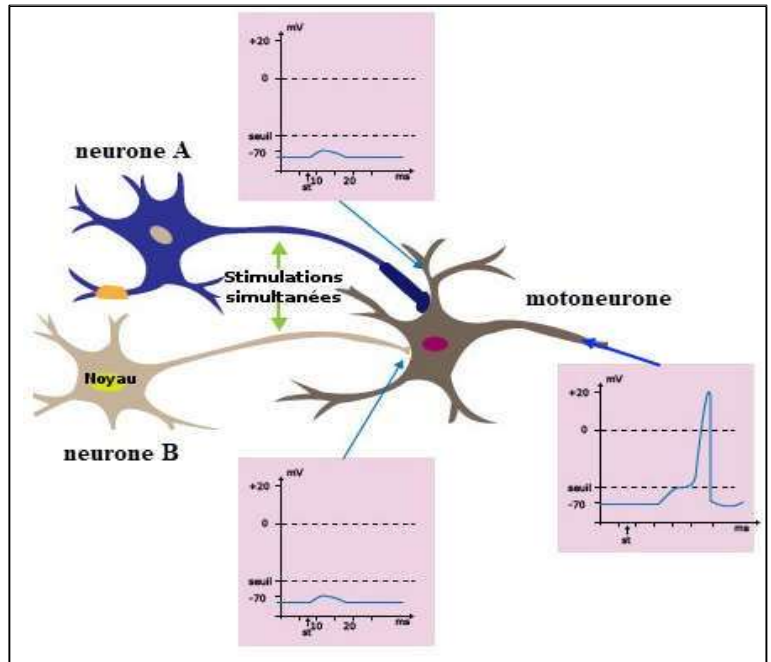 mV
+20
0
seuil
-70
st 10 20 ms
neurone A
Stimulations
simultanées
motoneurone
Noyau
neurone B
mV
+20
0
seuil
-70
st 10 20 ms
mV
+20
0
seuil
-70
st ms